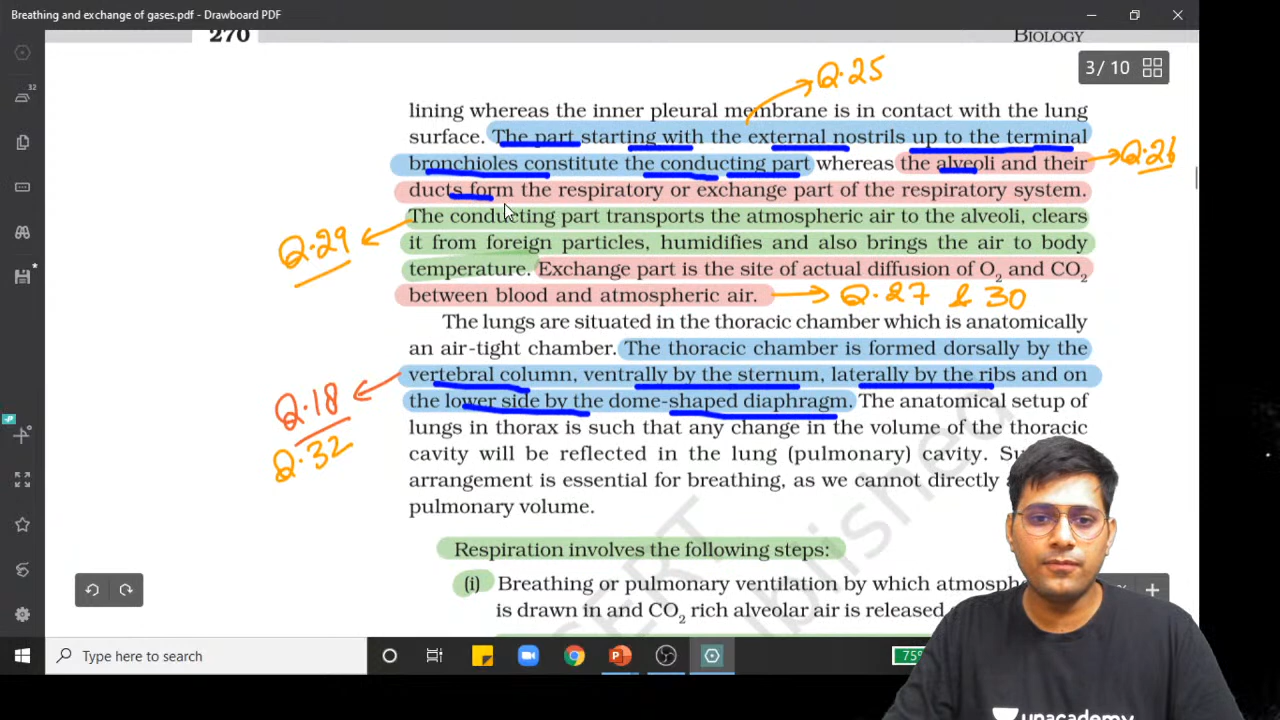 Breathing and exchange of gases.pdf - Drawboard PDF
270
BIOLOGY
32
3 / 10
Q.25
lining whereas the inner pleural membrane is in contact with the lung
surface. The part starting with the external nostrils up to the terminal
bronchioles constitute the conducting part whereas the alveoli and their
Q.26
ducts form the respiratory or exchange part of the respiratory system.
The conducting part transports the atmospheric air to the alveoli, clears
Q.29
it from foreign particles, humidifies and also brings the air to body
temperature. Exchange part is the site of actual diffusion of O2 and CO2
between blood and atmospheric air.
Q.27 & 30
The lungs are situated in the thoracic chamber which is anatomically
an air-tight chamber. The thoracic chamber is formed dorsally by the
vertebral column, ventrally by the sternum, laterally by the ribs and on
Q.18
the lower side by the dome-shaped diaphragm. The anatomical setup of
lungs in thorax is such that any change in the volume of the thoracic
Q.32
cavity will be reflected in the lung (pulmonary) cavity.
arrangement is essential for breathing, as we cannot directly
pulmonary volume.
Respiration involves the following steps:
(i) Breathing or pulmonary ventilation by which
is drawn in and CO2 rich alveolar air is released
Type here to search
75%
unacademy